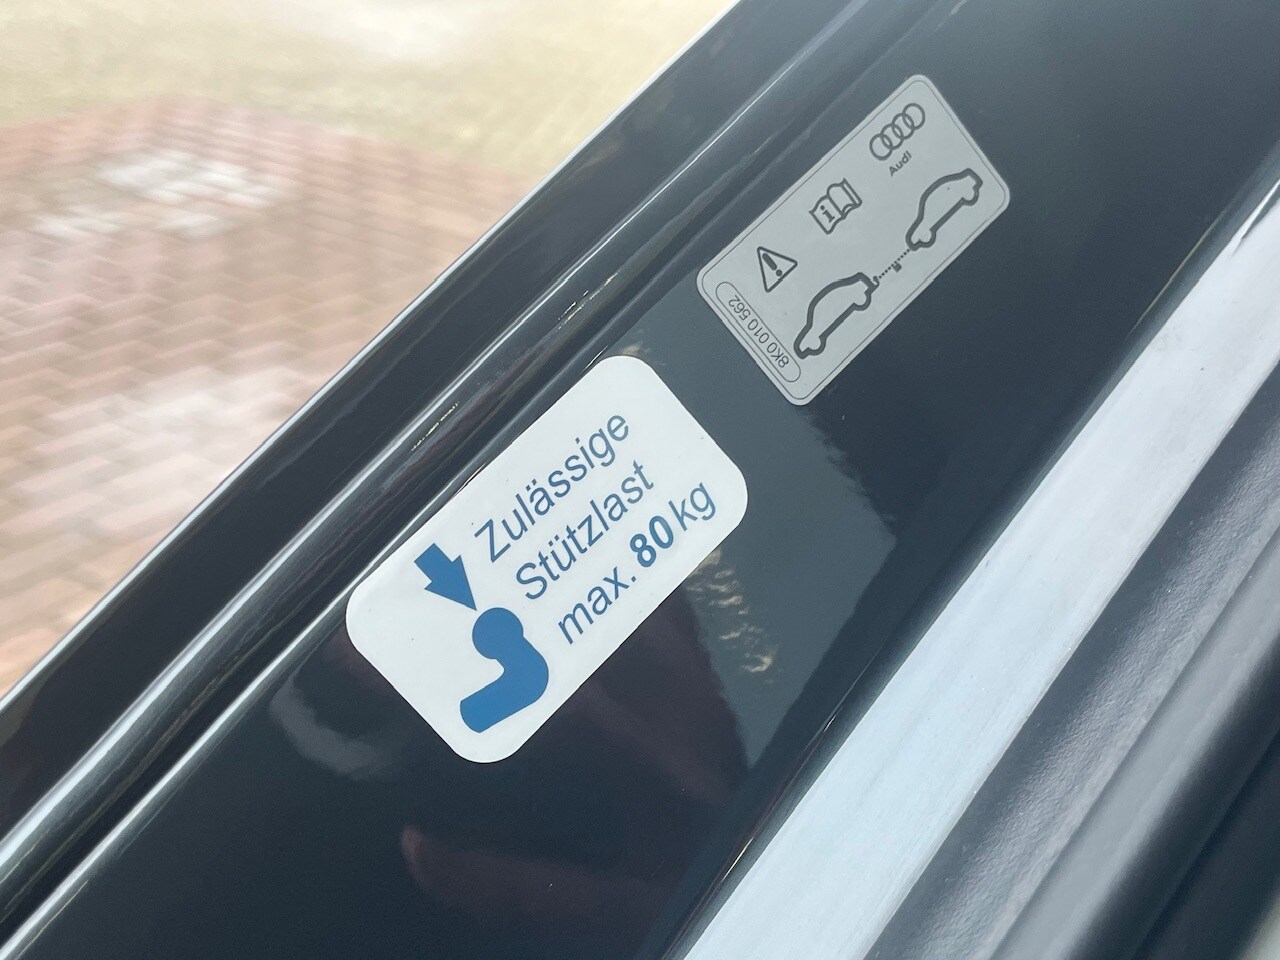 Zulässige
Stützlast
max. 80 kg
Audi
8K0 010 562